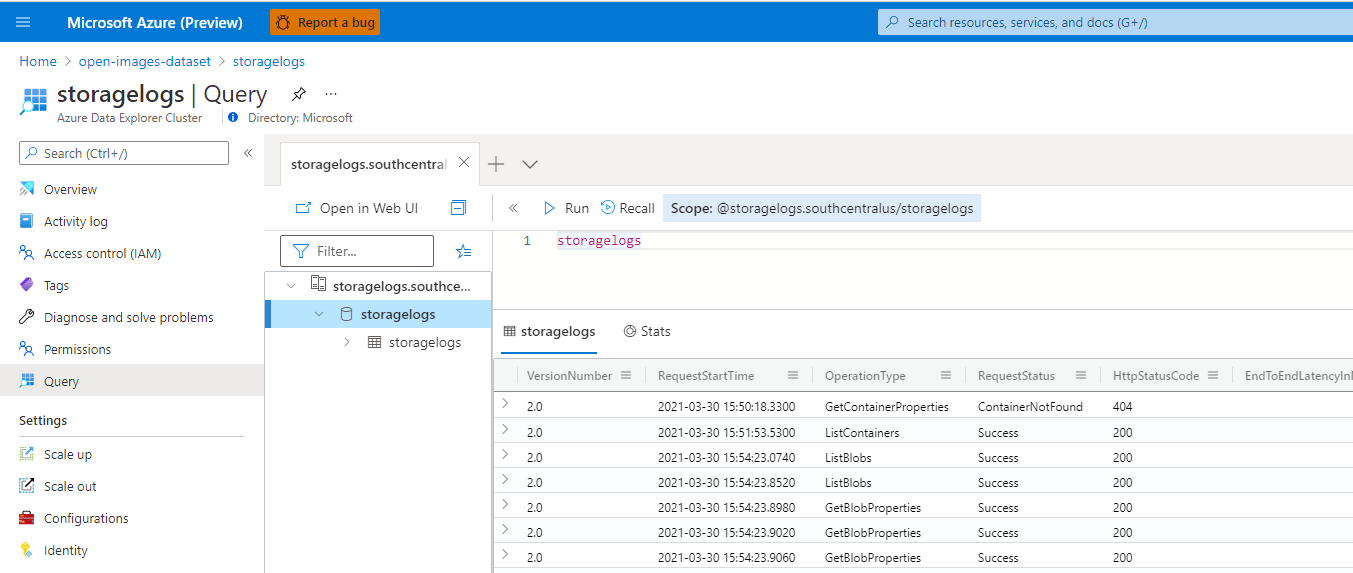 Microsoft Azure (Preview)
Report a bug
Search resources, services, and docs (G+/)
Home > open-images-dataset > storagelogs
storagelogs | Query
...
Azure Data Explorer Cluster
Directory: Microsoft
Search (Ctrl+/)
«
Overview
Activity log
Access control (IAM)
Tags
Diagnose and solve problems
Permissions
Query
Settings
Scale up
Scale out
Configurations
Identity
storagelogs.southcentral
Open in Web UI
« Run Recall Scope: @storagelogs.southcentralus/storagelogs
Filter...
storagelogs.southce...
storagelogs
storagelogs
1 storagelogs
storagelogs Stats
VersionNumber RequestStartTime OperationType RequestStatus HttpStatusCode EndToEndLatencyIn
2.0 2021-03-30 15:50:18.3300 GetContainerProperties ContainerNotFound 404
2.0 2021-03-30 15:51:53.5300 ListContainers Success 200
2.0 2021-03-30 15:54:23.0740 ListBlobs Success 200
2.0 2021-03-30 15:54:23.8520 ListBlobs Success 200
2.0 2021-03-30 15:54:23.8980 GetBlobProperties Success 200
2.0 2021-03-30 15:54:23.9020 GetBlobProperties Success 200
2.0 2021-03-30 15:54:23.9060 GetBlobProperties Success 200